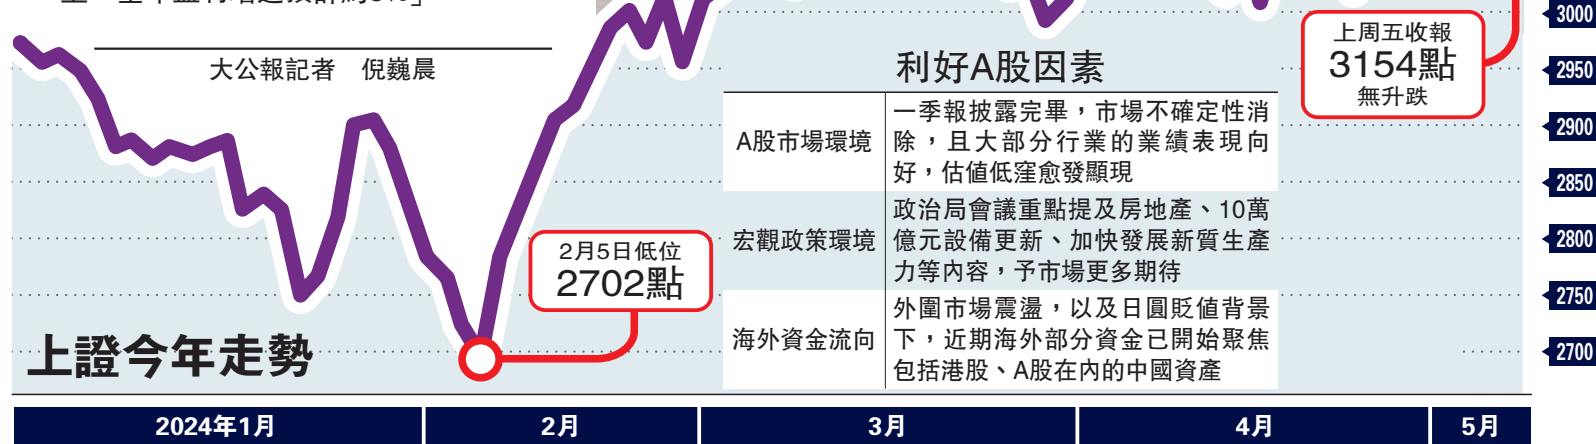 大公報記者　倪巍晨
利好A股因素
A股市場環境
一季報披露完畢，市場不確定性消
除，且大部分行業的業績表現向
好，估值低窪愈發顯現
宏觀政策環境
政治局會議重點提及房地產、10萬
億元設備更新、加快發展新質生產
力等內容，予市場更多期待
海外資金流向
外圍市場震盪，以及日圓貶值背景
下，近期海外部分資金已開始聚焦
包括港股、A股在內的中國資產
上周五收報
3154點
無升跌
2月5日低位
2702點
上證今年走勢
3000
2950
2900
2850
2800
2750
2700
2024年1月
2月
3月
4月
5月